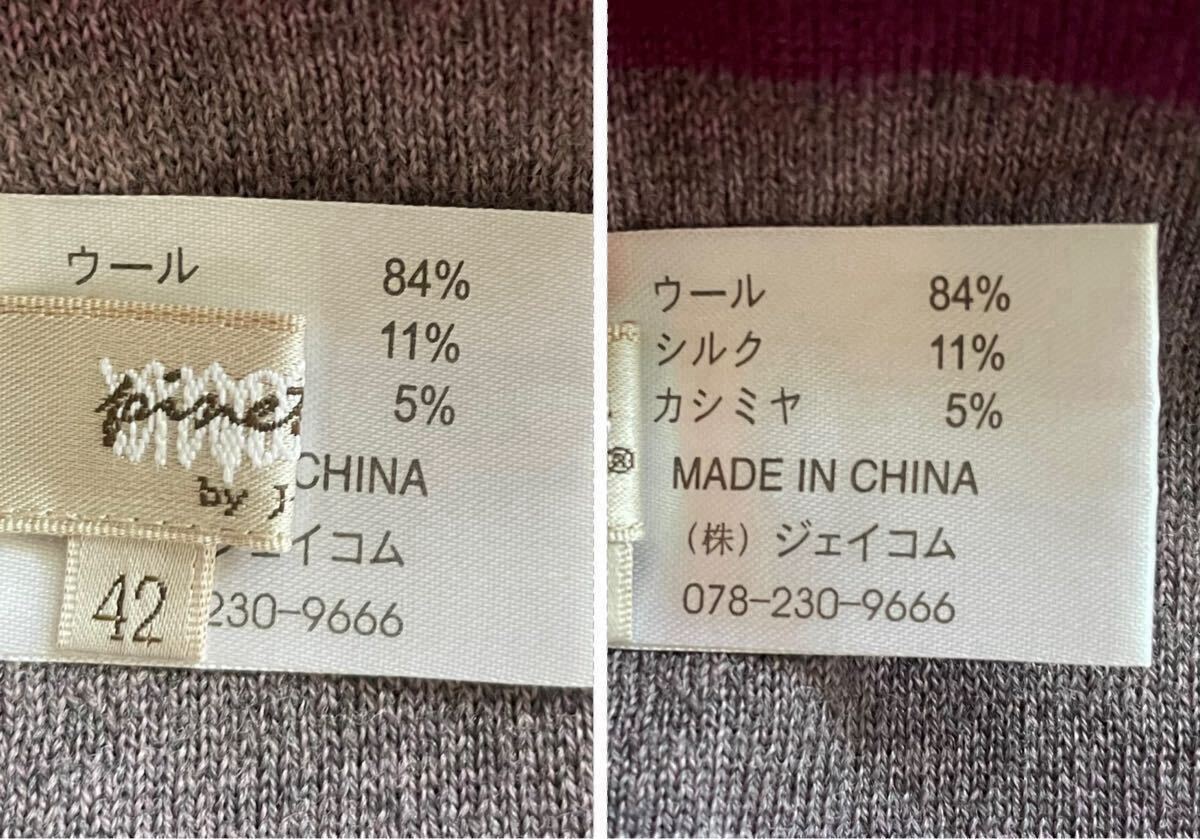 ウール 84%
11%
pine
5%
CHINA
by J
ェイコム
42
230-9666
ウール 84%
シルク 11%
カシミヤ 5%
MADE IN CHINA
(株) ジェイコム
078-230-9666